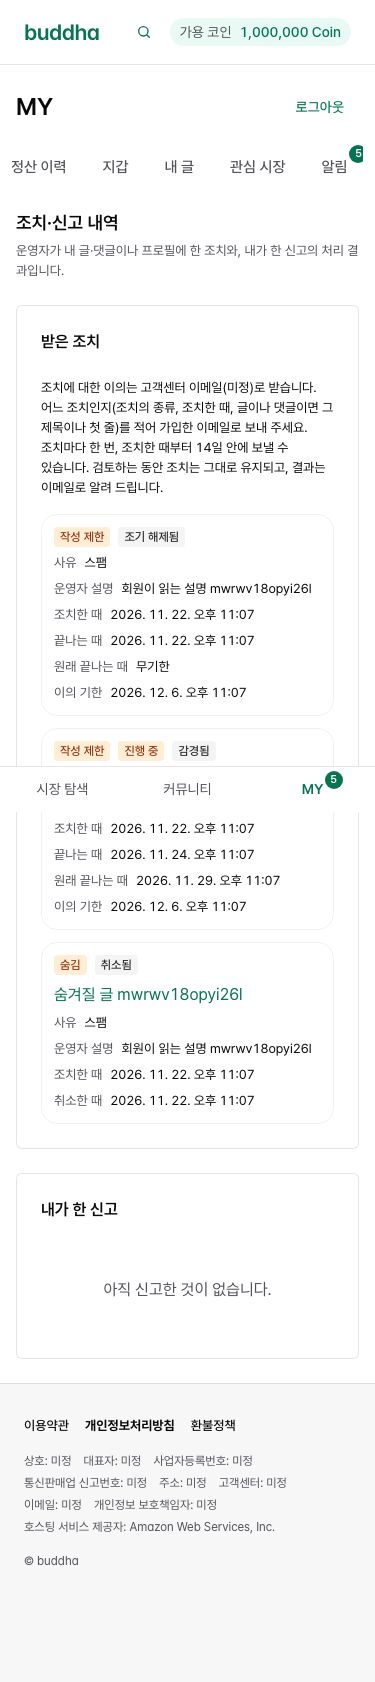 buddha
가용 코인 1,000,000 Coin
MY
로그아웃
정산 이력 지갑 내 글 관심 시장 알림 5
조치·신고 내역
운영자가 내 글·댓글이나 프로필에 한 조치와, 내가 한 신고의 처리 결
과입니다.
받은 조치
조치에 대한 이의는 고객센터 이메일(미정)로 받습니다.
어느 조치인지(조치의 종류, 조치한 때, 글이나 댓글이면 그
제목이나 첫 줄)를 적어 가입한 이메일로 보내 주세요.
조치마다 한 번, 조치한 때부터 14일 안에 보낼 수
있습니다. 검토하는 동안 조치는 그대로 유지되고, 결과는
이메일로 알려 드립니다.
작성 제한 조기 해제됨
사유 스팸
운영자 설명 회원이 읽는 설명 mwrwv18opyi26l
조치한 때 2026. 11. 22. 오후 11:07
끝나는 때 2026. 11. 22. 오후 11:07
원래 끝나는 때 무기한
이의 기한 2026. 12. 6. 오후 11:07
작성 제한 진행 중 감경됨
시장 탐색 커뮤니티 MY 5
조치한 때 2026. 11. 22. 오후 11:07
끝나는 때 2026. 11. 24. 오후 11:07
원래 끝나는 때 2026. 11. 29. 오후 11:07
이의 기한 2026. 12. 6. 오후 11:07
숨김 취소됨
숨겨질 글 mwrwv18opyi26l
사유 스팸
운영자 설명 회원이 읽는 설명 mwrwv18opyi26l
조치한 때 2026. 11. 22. 오후 11:07
취소한 때 2026. 11. 22. 오후 11:07
내가 한 신고
아직 신고한 것이 없습니다.
이용약관 개인정보처리방침 환불정책
상호: 미정 대표자: 미정 사업자등록번호: 미정
통신판매업 신고번호: 미정 주소: 미정 고객센터: 미정
이메일: 미정 개인정보 보호책임자: 미정
호스팅 서비스 제공자: Amazon Web Services, Inc.
© buddha